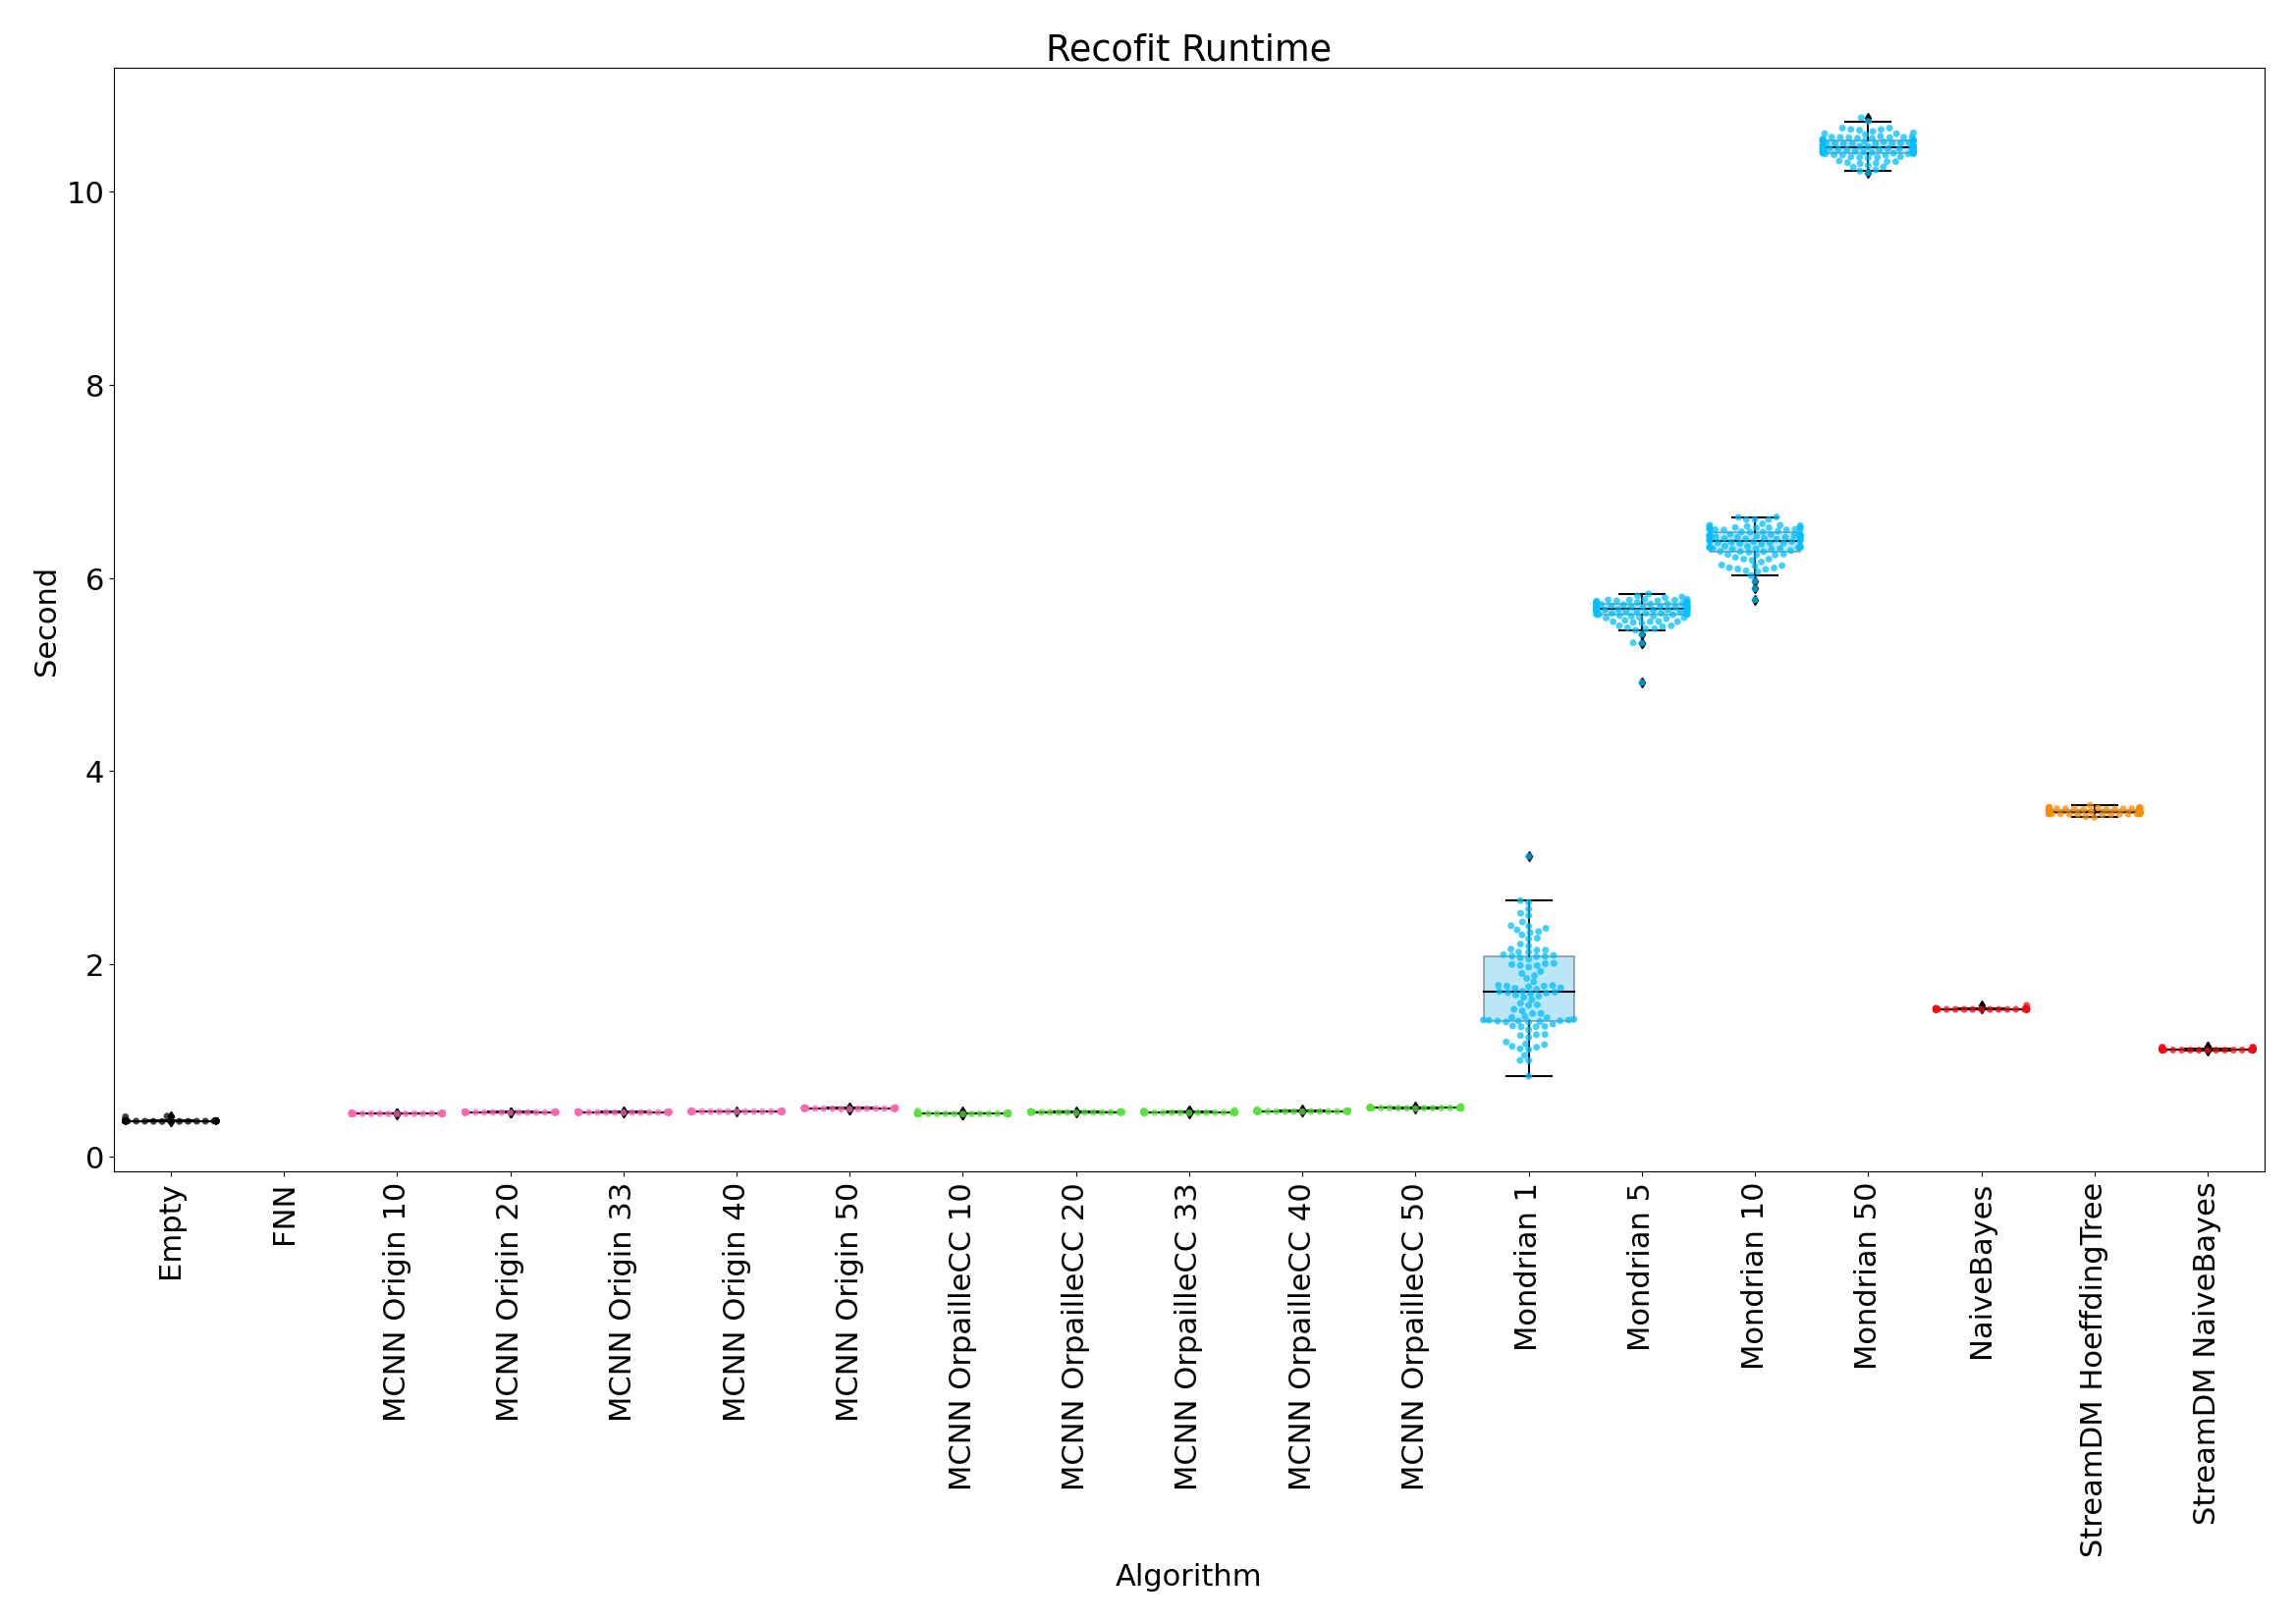 Recofit Runtime
Second
10
8
6
4
2
0
Empty
FNN
MCNN Origin 10
MCNN Origin 20
MCNN Origin 33
MCNN Origin 40
MCNN Origin 50
MCNN OrpailleCC 10
MCNN OrpailleCC 20
MCNN OrpailleCC 33
MCNN OrpailleCC 40
MCNN OrpailleCC 50
Mondrian 1
Mondrian 5
Mondrian 10
Mondrian 50
NaiveBayes
StreamDM HoeffdingTree
StreamDM NaiveBayes
Algorithm